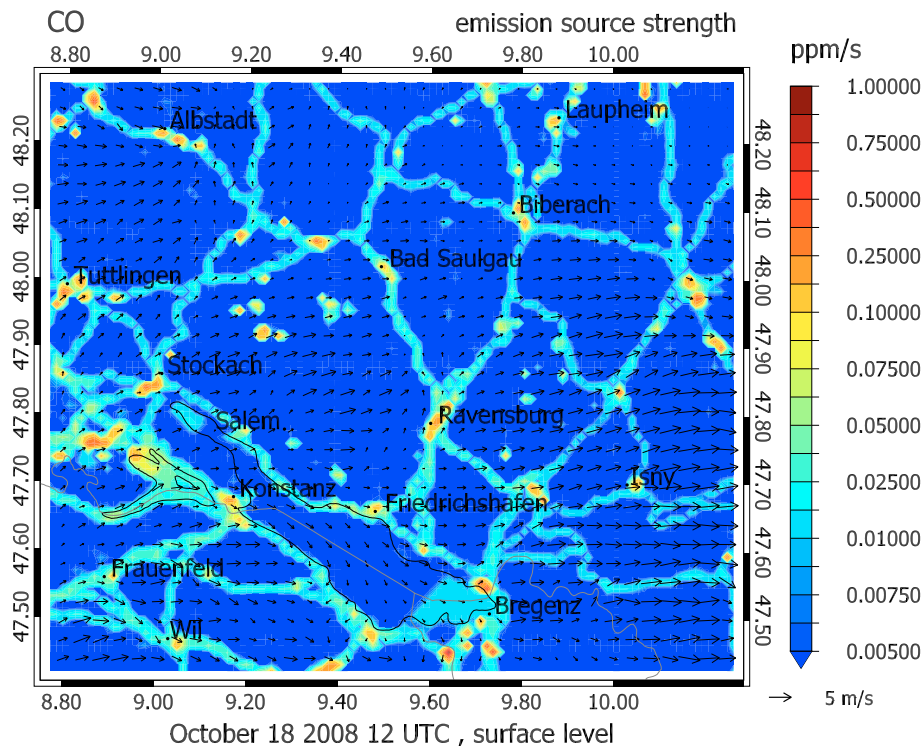 CO emission source strength
8.80 9.00 9.20 9.40 9.60 9.80 10.00
ppm/s
48.20 48.10 48.00 47.90 47.80 47.70 47.60 47.50
Albstadt
Laupheim
Biberach
Bad Saulgau
Tuttlingen
Stockach
Salem
Ravensburg
Konstanz
Isny
Friedrichshafen
Frauenfeld
Bregenz
Wil
48.20 48.10 48.00 47.90 47.80 47.70 47.60 47.50
1.00000
0.75000
0.50000
0.25000
0.10000
0.07500
0.05000
0.02500
0.01000
0.00750
0.00500
8.80 9.00 9.20 9.40 9.60 9.80 10.00
5 m/s
October 18 2008 12 UTC , surface level